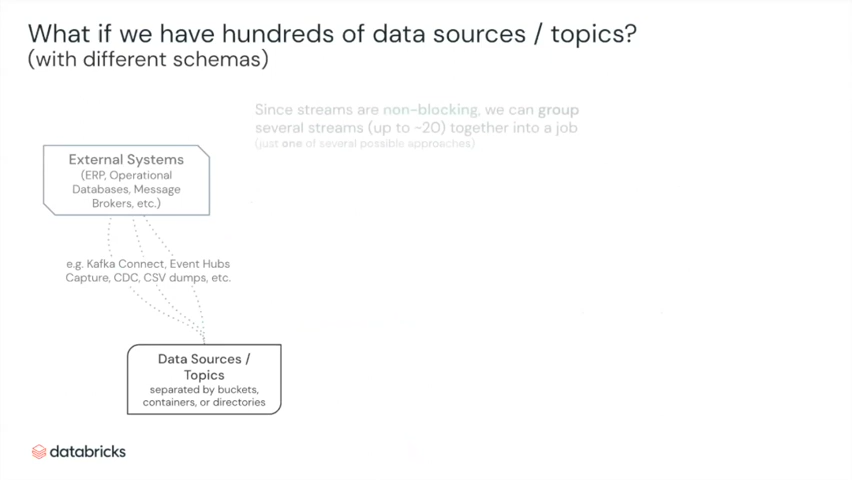 What if we have hundreds of data sources / topics?
(with different schemas)
Since streams are non-blocking, we can group
several streams (up to ~20) together into a job
(just one of several possible approaches)
External Systems
(ERP, Operational
Databases, Message
Brokers, etc.)
e.g. Kafka Connect, Event Hubs
Capture, CDC, CSV dumps, etc.
Data Sources /
Topics
separated by buckets,
containers, or directories
databricks